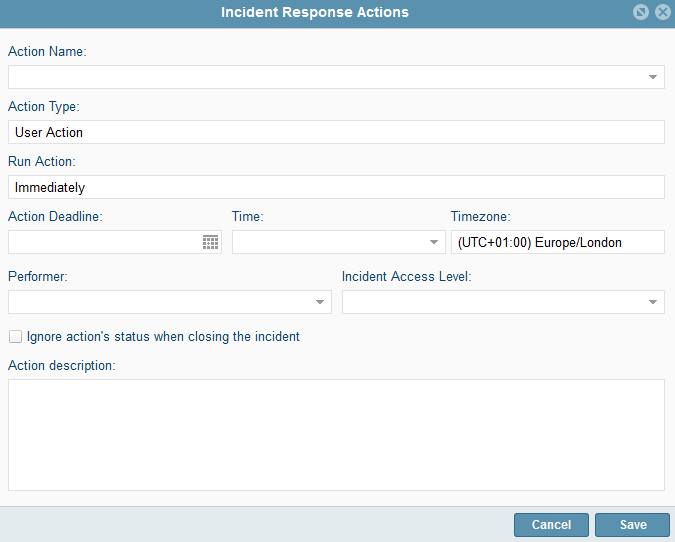 Incident Response Actions
Action Name:
Action Type:
User Action
Run Action:
Immediately
Action Deadline: Time: Timezone:
(UTC+01:00) Europe/London
Performer: Incident Access Level:
Ignore action's status when closing the incident
Action description:
Cancel Save